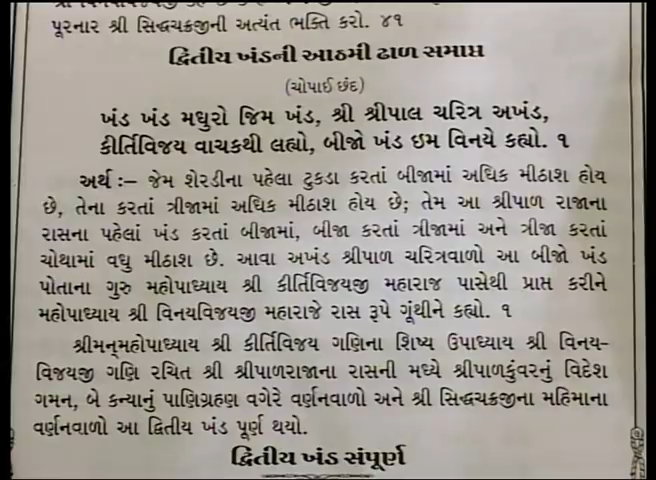 પૂરનાર શ્રી સિદ્ધચક્રજીની અત્યંત ભક્તિ કરો. ૪૧
દ્વિતીય ખંડની આઠમી ઢાળ સમાપ્ત
(ચોપાઈ છંદ)
ખંડ ખંડ મધુરો જિમ ખંડ, શ્રી શ્રીપાલ ચરિત્ર અખંડ,
કીર્તિવિજય વાચકથી લહ્યો, બીજો ખંડ ઇમ વિનયે કહ્યો. ૧
અર્થ :– જેમ શેરડીના પહેલા ટુકડા કરતાં બીજામાં અધિક મીઠાશ હોય
છે, તેના કરતાં ત્રીજામાં અધિક મીઠાશ હોય છે; તેમ આ શ્રીપાળ રાજાના
રાસના પહેલાં ખંડ કરતાં બીજામાં, બીજા કરતાં ત્રીજામાં અને ત્રીજા કરતાં
ચોથામાં વધુ મીઠાશ છે. આવા અખંડ શ્રીપાળ ચરિત્રવાળો આ બીજો ખંડ
પોતાના ગુરુ મહોપાધ્યાય શ્રી કીર્તિવિજયજી મહારાજ પાસેથી પ્રાપ્ત કરીને
મહોપાધ્યાય શ્રી વિનયવિજયજી મહારાજે રાસ રૂપે ગૂંથીને કહ્યો. ૧
શ્રીમન્મહોપાધ્યાય શ્રી કીર્તિવિજય ગણિના શિષ્ય ઉપાધ્યાય શ્રી વિનય–
વિજયજી ગણિ રચિત શ્રી શ્રીપાળરાજાના રાસની મધ્યે શ્રીપાળકુંવરનું વિદેશ
ગમન, બે કન્યાનું પાણિગ્રહણ વગેરે વર્ણનવાળો અને શ્રી સિદ્ધચક્રજીના મહિમાના
વર્ણનવાળો આ દ્વિતીય ખંડ પૂર્ણ થયો.
દ્વિતીય ખંડ સંપૂર્ણ